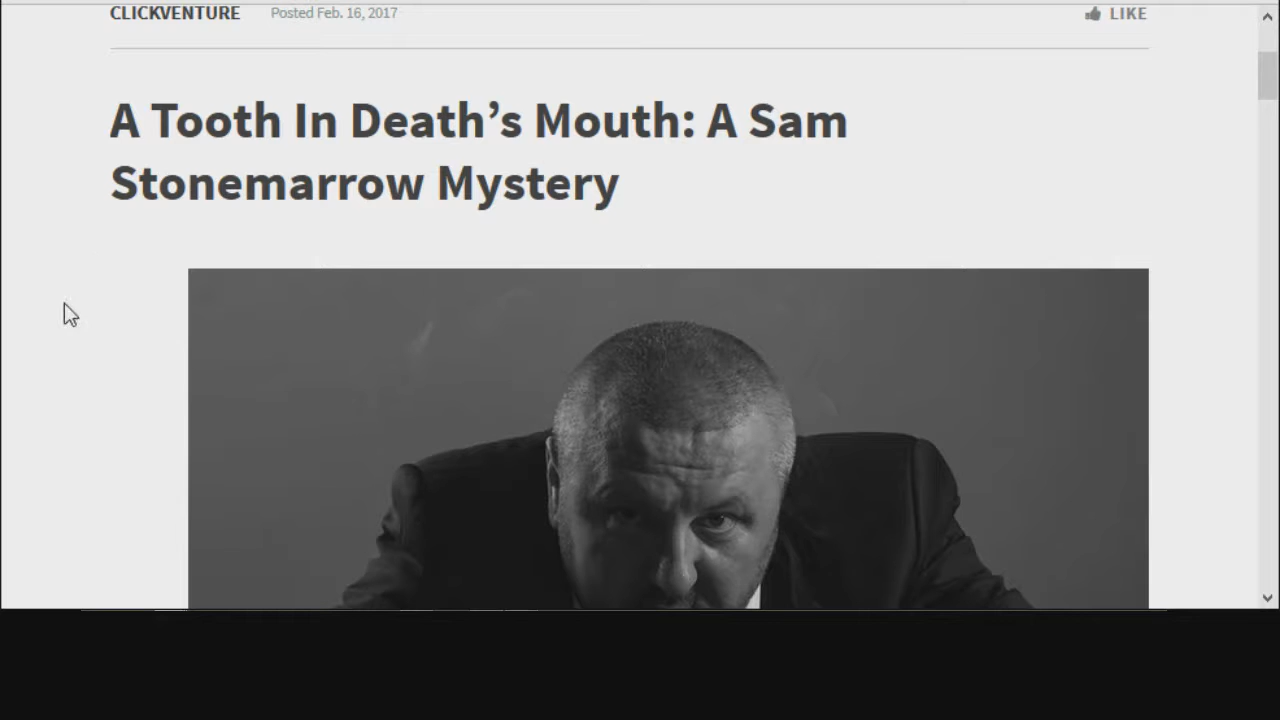 CLICKVENTURE Posted Feb. 16, 2017 LIKE
A Tooth In Death’s Mouth: A Sam
Stonemarrow Mystery